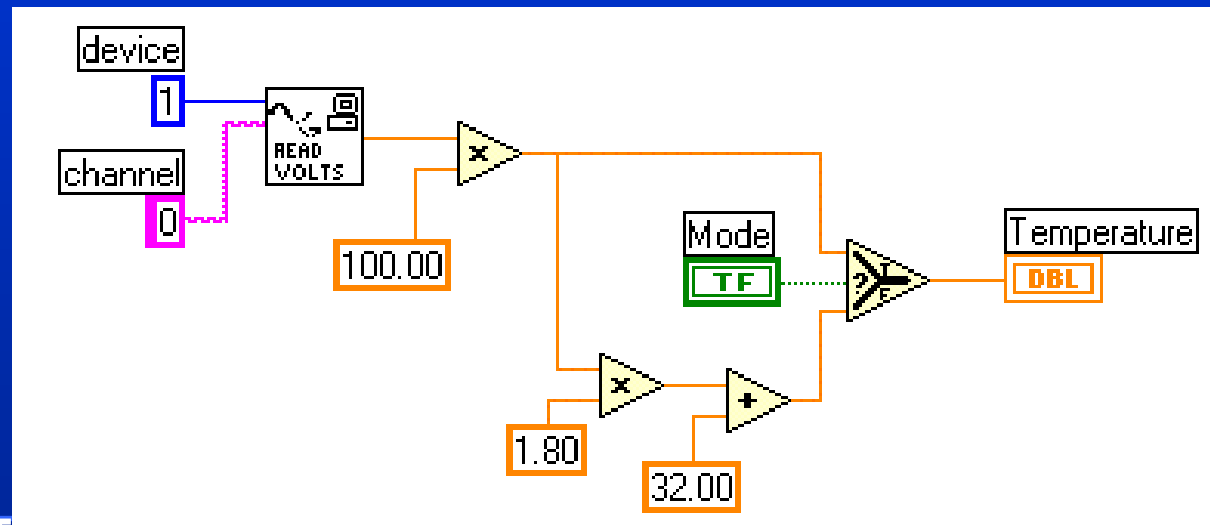 device
1
READ
VOLTS
channel
0
x
100.00
Mode
TF
? T
F
Temperature
DBL
x
1.80
+
32.00